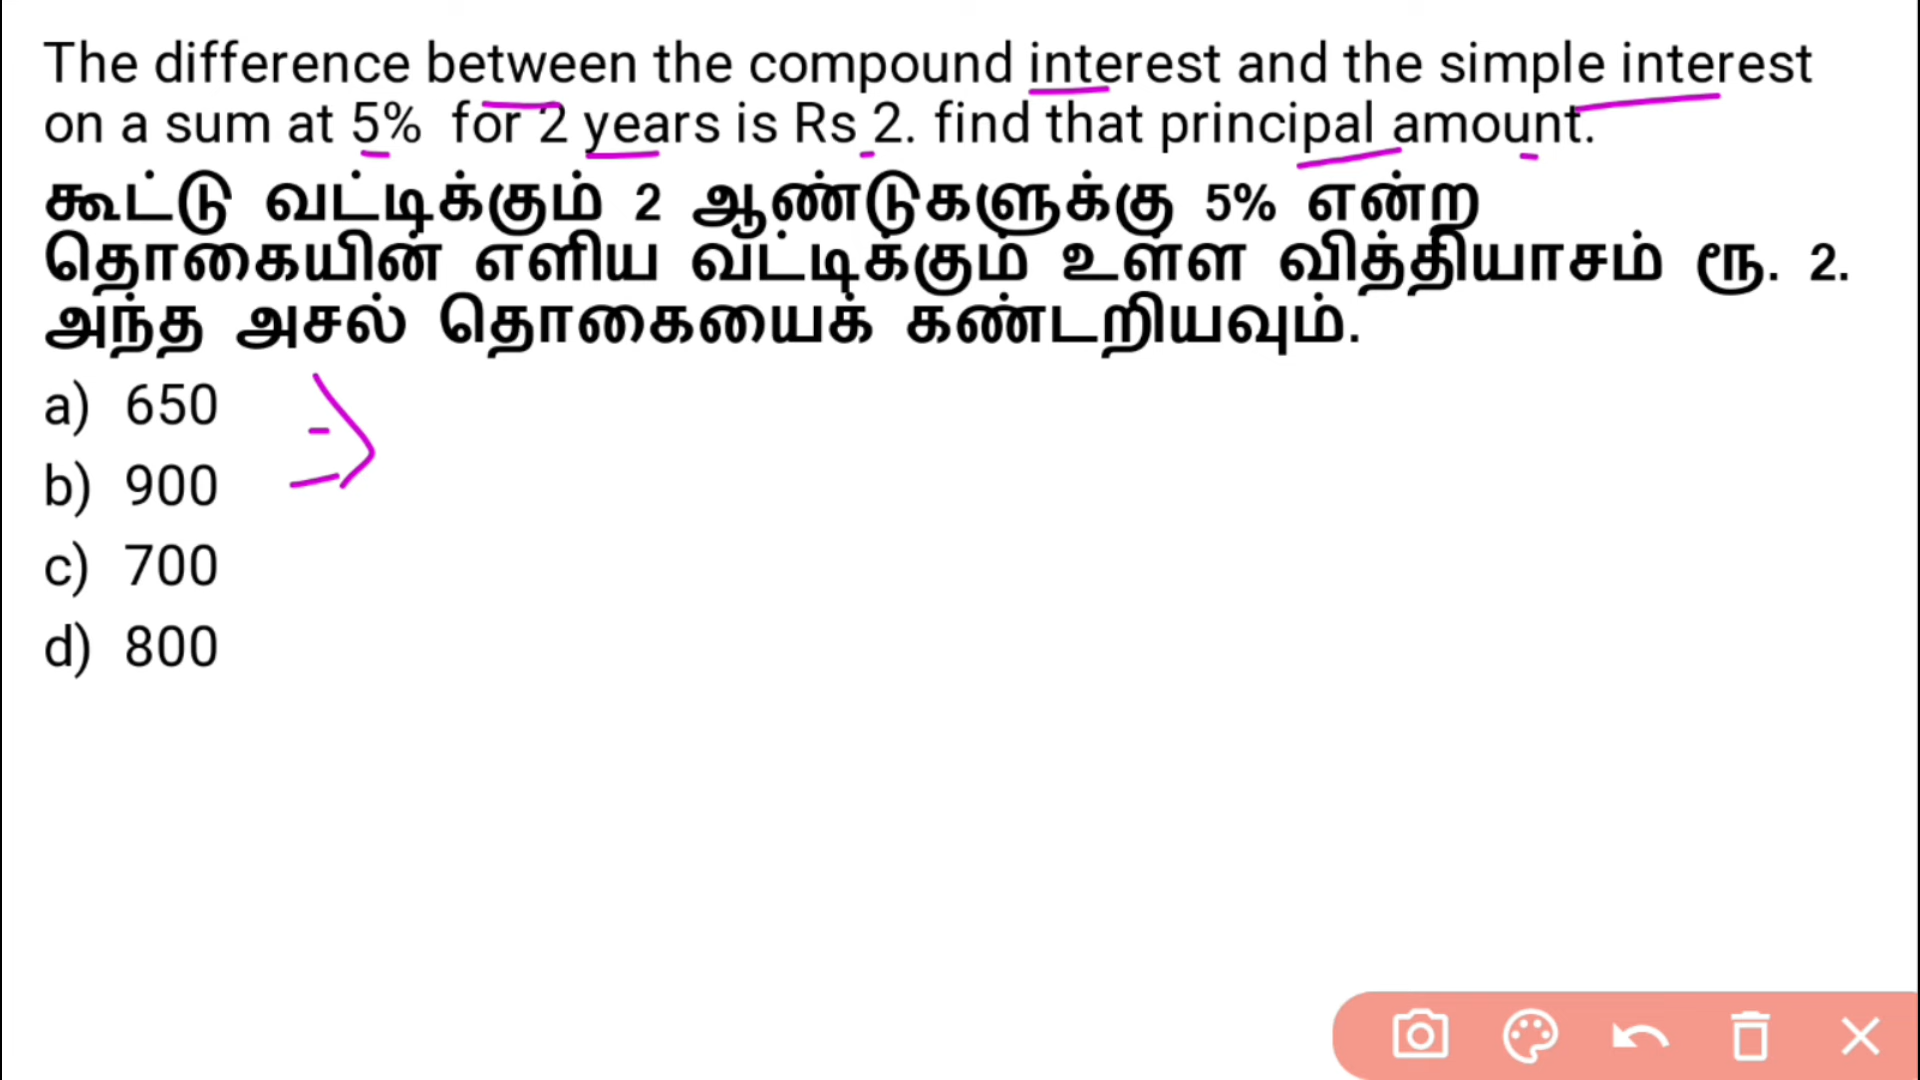 The difference between the compound interest and the simple interest
on a sum at 5% for 2 years is Rs 2. find that principal amount.
கூட்டு வட்டிக்கும் 2 ஆண்டுகளுக்கு 5% என்ற
தொகையின் எளிய வட்டிக்கும் உள்ள வித்தியாசம் ரூ. 2.
அந்த அசல் தொகையைக் கண்டறியவும்.
a) 650
b) 900
c) 700
d) 800